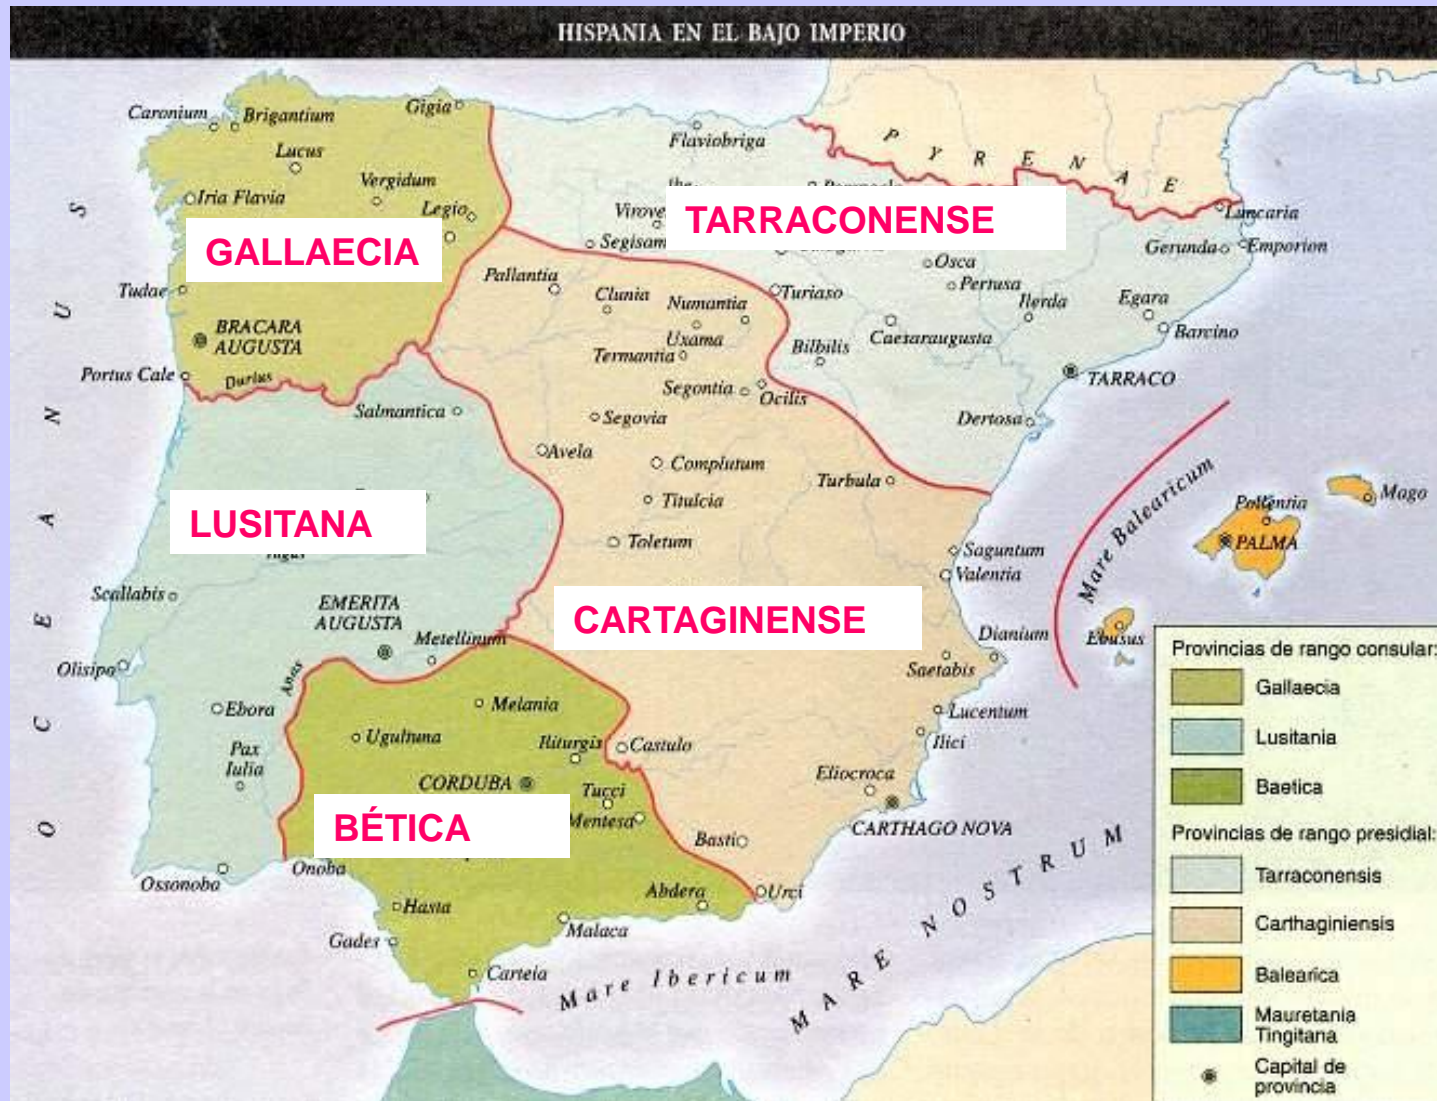 HISPANIA EN EL BAJO IMPERIO
Caronium
Brigantium
Gigia
Lucus
Iria Flavia
Vergidum
Legio
GALLAECIA
Tudae
BRACARA
AUGUSTA
Portus Cale
Durius
Flaviobriga
PYRENAE
TARRACONENSE
Luncaria
Gerunda
Emporion
Osca
Pertusa
Turiaso
Ilerda
Egara
Barcino
Caesaraugusta
Bilbilis
TARRACO
Dertosa
Pallantia
Clunia
Numantia
Uxama
Termantia
Segontia
Ocilis
Segovia
Avela
Complutum
Titulcia
Toletum
Turbula
Saguntum
Valentia
CARTAGINENSE
Dianium
Saetabis
Lucentum
Ilici
Eliocroca
CARTHAGO NOVA
Castulo
Basti
Urci
Salmantica
LUSITANA
Scallabis
EMERITA
AUGUSTA
Metellinum
Olisipo
Anas
Ebora
Pax
Iulia
Ossonoba
Melania
Ugultuna
Iliturgis
CORDUBA
Tucci
Mentesa
BÉTICA
Onoba
Hasta
Gades
Abdera
Malaca
Carteia
OCEANUS
Mare Balearicum
Mare Ibericum
MARE NOSTRUM
Pollentia
Mago
PALMA
Ebusus
Provincias de rango consular:
Gallaecia
Lusitania
Baetica
Provincias de rango presidial:
Tarraconensis
Carthaginiensis
Balearica
Mauretania
Tingitana
Capital de
provincia